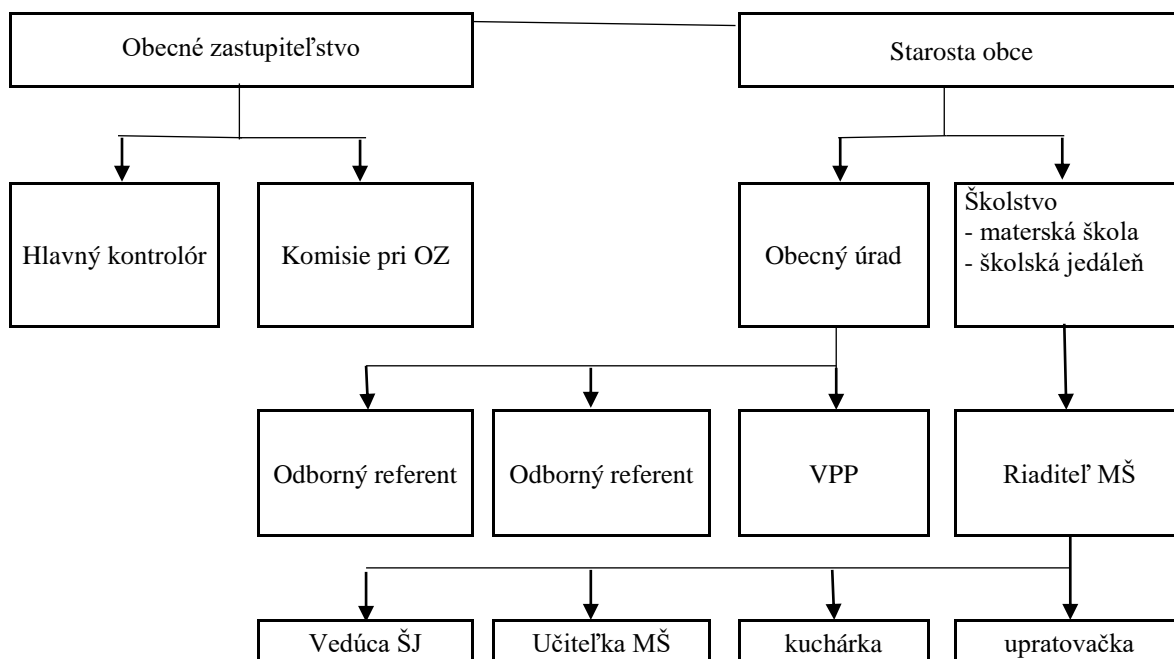 Obecné zastupiteľstvo
Starosta obce
Hlavný kontrolór
Komisie pri OZ
Obecný úrad
Školstvo
- materská škola
- školská jedáleň
Odborný referent
Odborný referent
VPP
Riaditeľ MŠ
Vedúca ŠJ
Učiteľka MŠ
kuchárka
upratovačka